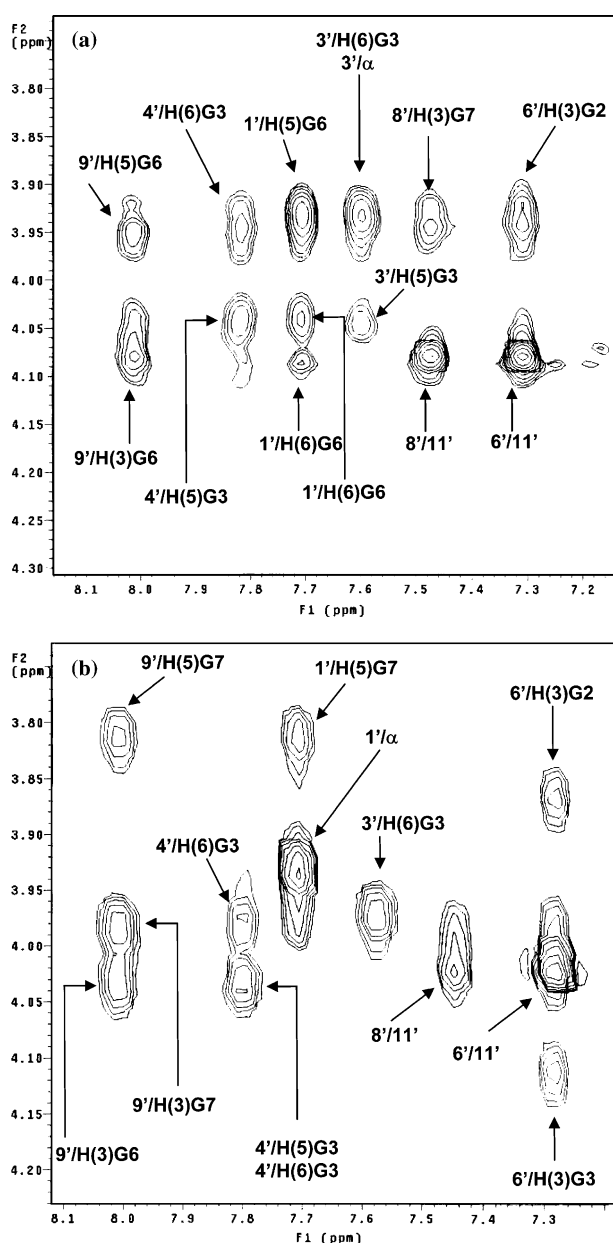 F2
(ppm)
(a)
3'/H(6)G3
3'/α
4'/H(6)G3
1'/H(5)G6
8'/H(3)G7
6'/H(3)G2
9'/H(5)G6
3.80
3.85
3.90
3.95
4.00
4.05
4.10
4.15
4.20
4.25
4.30
3'/H(5)G3
9'/H(3)G6
4'/H(5)G3
1'/H(6)G6
1'/H(6)G6
8'/11'
6'/11'
8.1 8.0 7.9 7.8 7.7 7.6 7.5 7.4 7.3 7.2
F1 (ppm)
F2
(ppm)
(b)
9'/H(5)G7
1'/H(5)G7
6'/H(3)G2
1'/α
4'/H(6)G3
3'/H(6)G3
3.80
3.85
3.90
3.95
4.00
4.05
4.10
4.15
4.20
8'/11'
6'/11'
9'/H(3)G7
9'/H(3)G6
4'/H(5)G3
4'/H(6)G3
6'/H(3)G3
8.1 8.0 7.9 7.8 7.7 7.6 7.5 7.4 7.3
F1 (ppm)